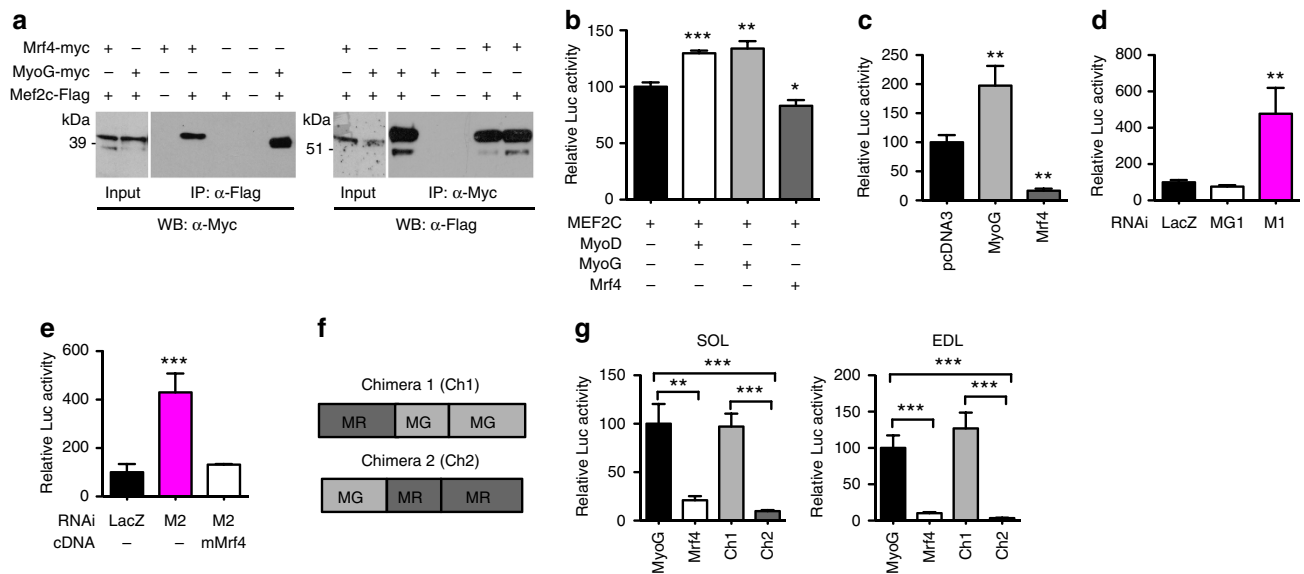 a
Mrf4-myc + – + + – – – + – – – – + +
MyoG-myc – + – – – – + – + + + – – –
Mef2c-Flag + + – + + – + + + + – – + +
kDa
39 -
Input
IP: α-Flag
WB: α-Myc
kDa
51 -
Input
IP: α-Myc
WB: α-Flag
b
Relative Luc activity
150
100
50
0
***
**
*
MEF2C + + + +
MyoD – + – –
MyoG – – + –
Mrf4 – – – +
c
Relative Luc activity
250
200
150
100
50
0
**
**
pcDNA3
MyoG
Mrf4
d
Relative Luc activity
800
600
400
200
0
**
RNAi LacZ MG1 M1
e
Relative Luc activity
600
400
200
0
***
RNAi LacZ M2 M2
cDNA – – mMrf4
f
Chimera 1 (Ch1)
MR MG MG
Chimera 2 (Ch2)
MG MR MR
g
SOL
Relative Luc activity
150
100
50
0
***
**
***
MyoG
Mrf4
Ch1
Ch2
EDL
Relative Luc activity
200
150
100
50
0
***
***
***
MyoG
Mrf4
Ch1
Ch2